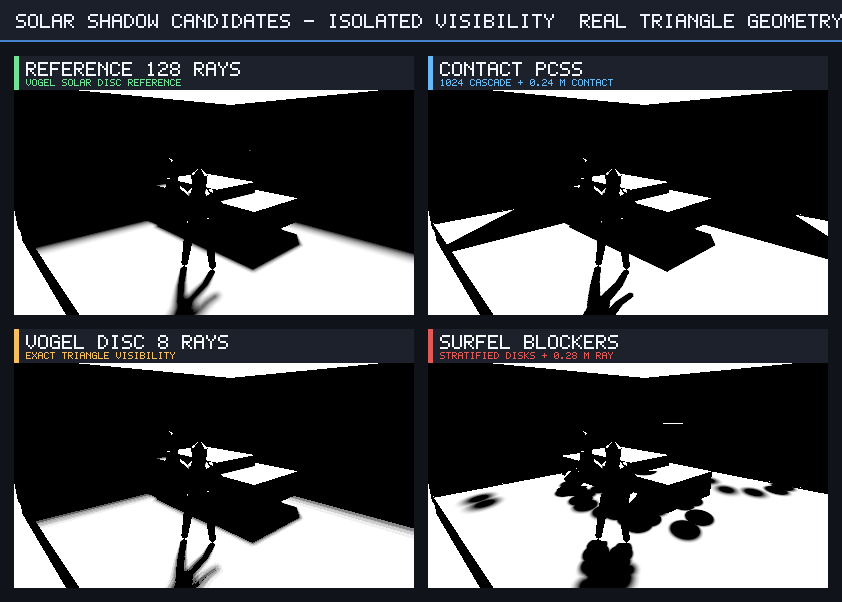 SOLAR SHADOW CANDIDATES – ISOLATED VISIBILITY  REAL TRIANGLE GEOMETRY
REFERENCE 128 RAYS
VOGEL SOLAR DISC REFERENCE
CONTACT PCSS
1024 CASCADE + 0.24 M CONTACT
VOGEL DISC 8 RAYS
EXACT TRIANGLE VISIBILITY
SURFEL BLOCKERS
STRATIFIED DISKS + 0.28 M RAY